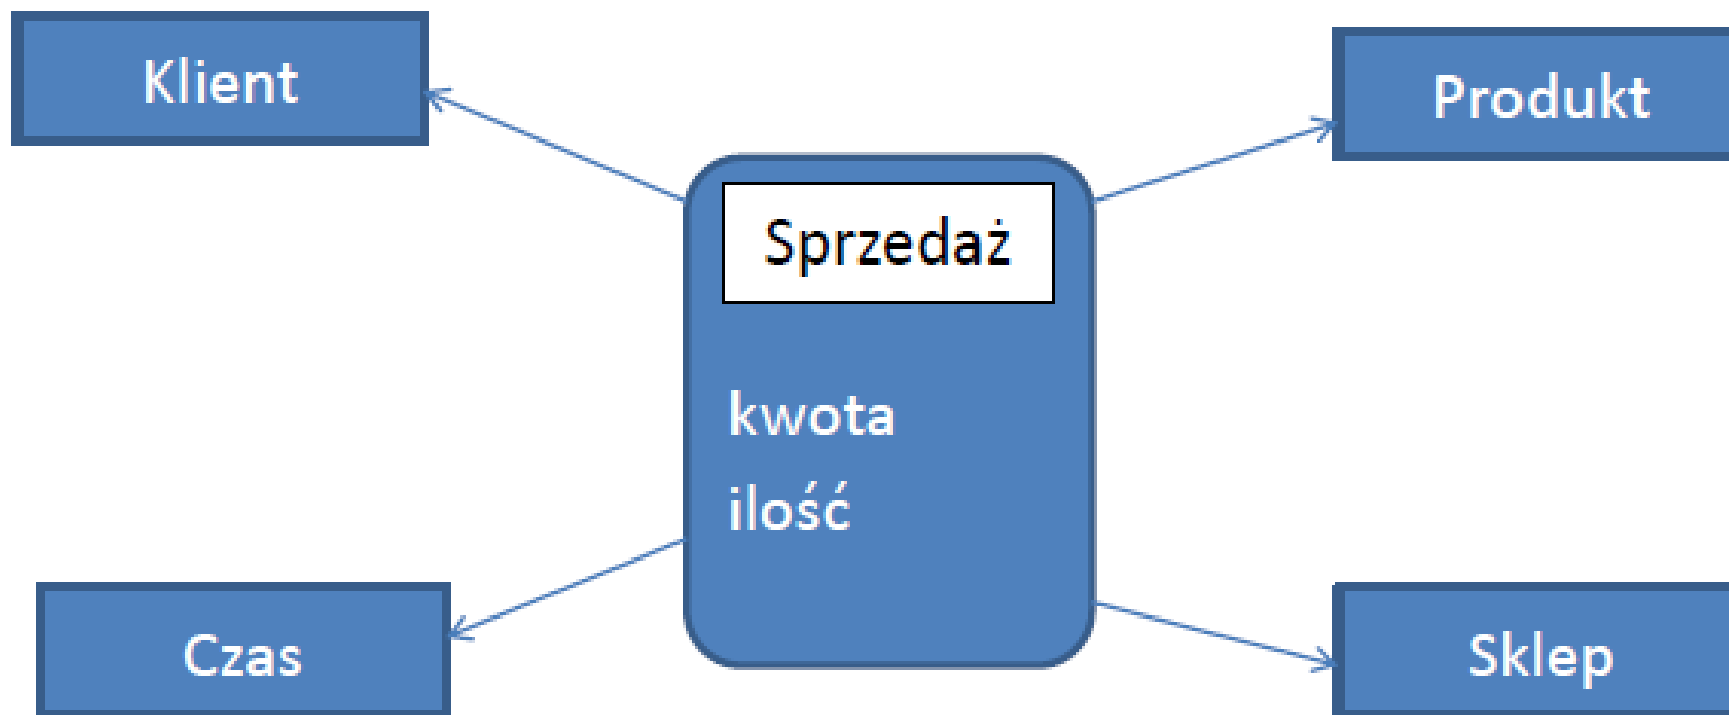 Klient
Produkt
Sprzedaż
kwota
ilość
Czas
Sklep